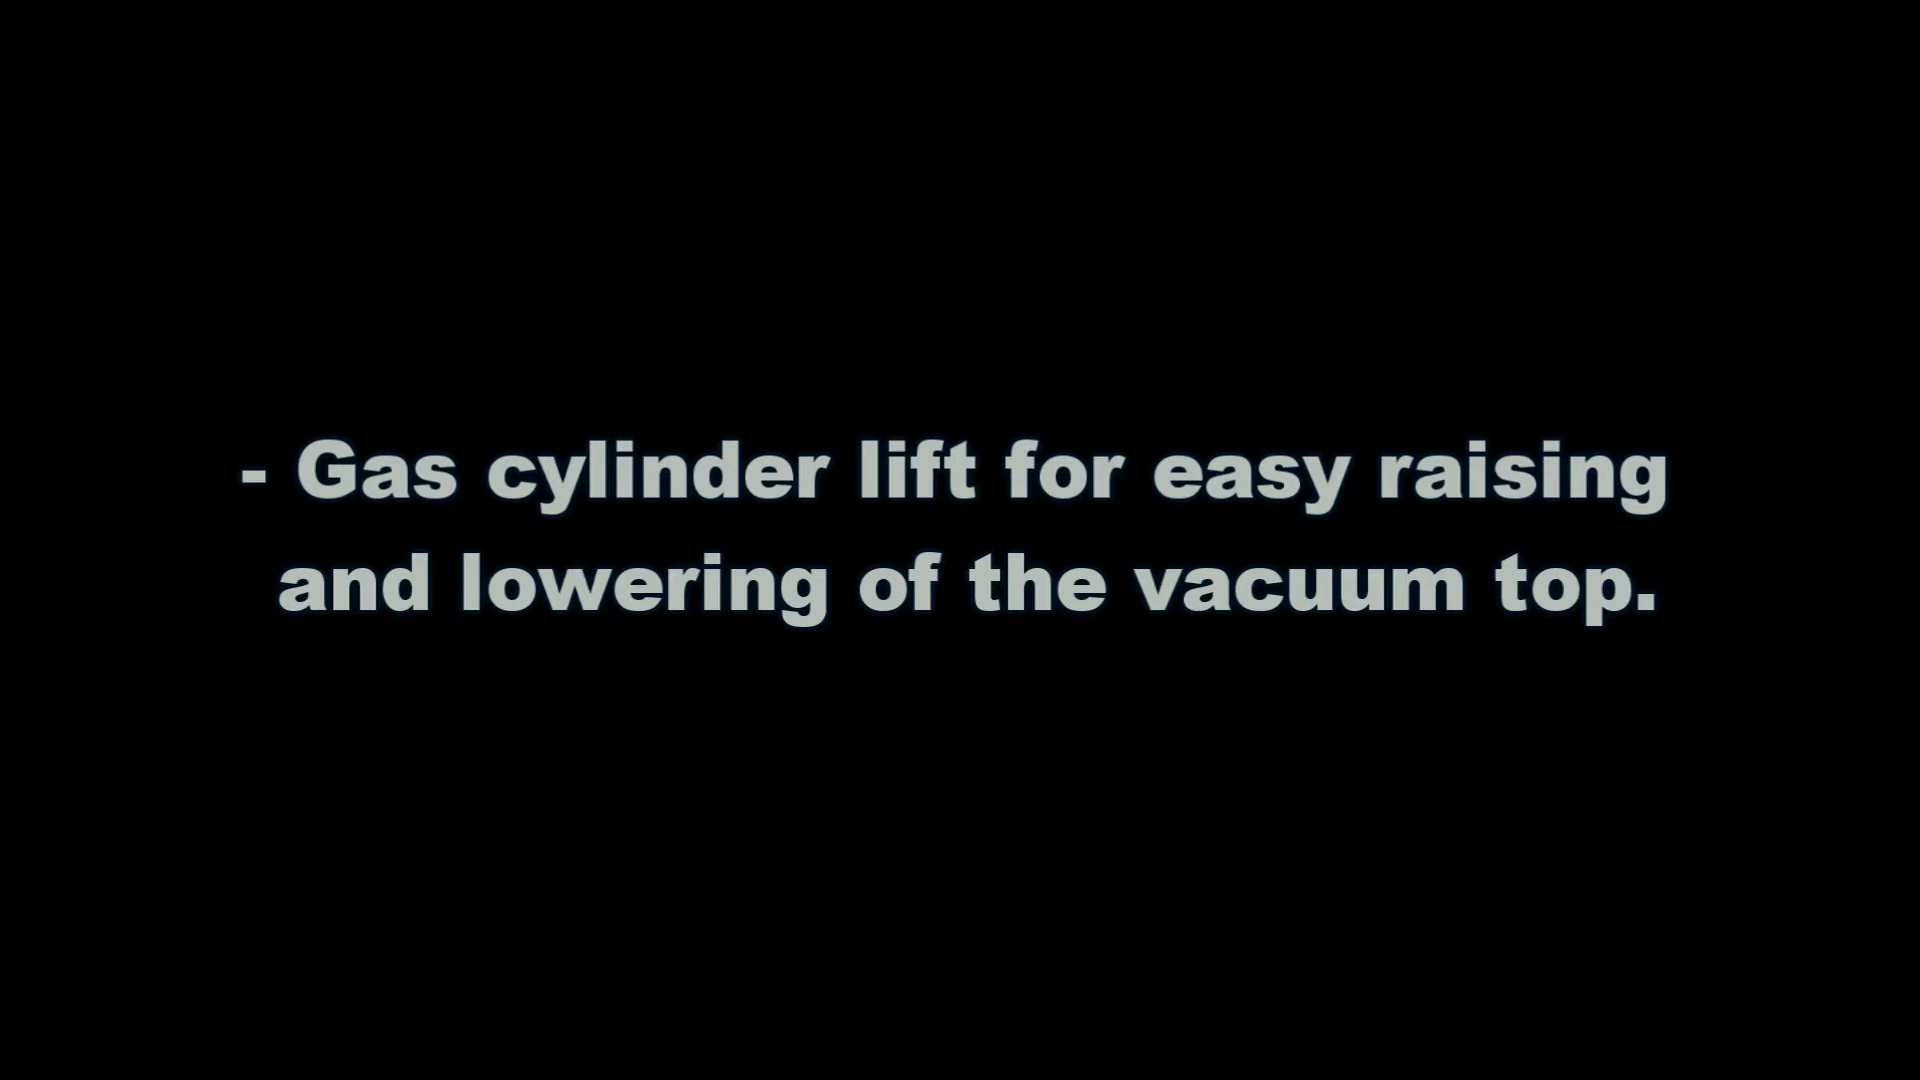 - Gas cylinder lift for easy raising
and lowering of the vacuum top.